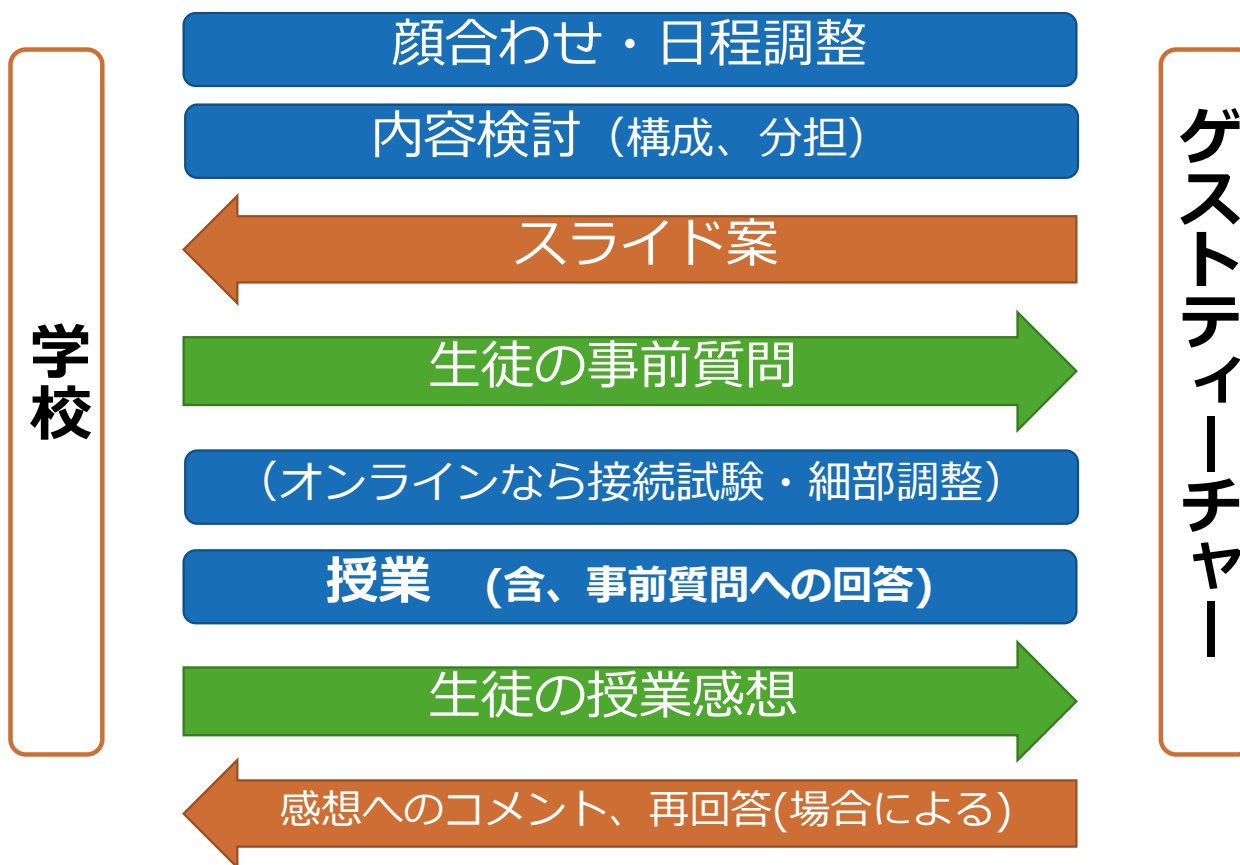 顔合わせ・日程調整
内容検討（構成、分担）
スライド案
生徒の事前質問
（オンラインなら接続試験・細部調整）
授業　(含、事前質問への回答)
生徒の授業感想
感想へのコメント、再回答(場合による)
学校
ゲストティーチャー